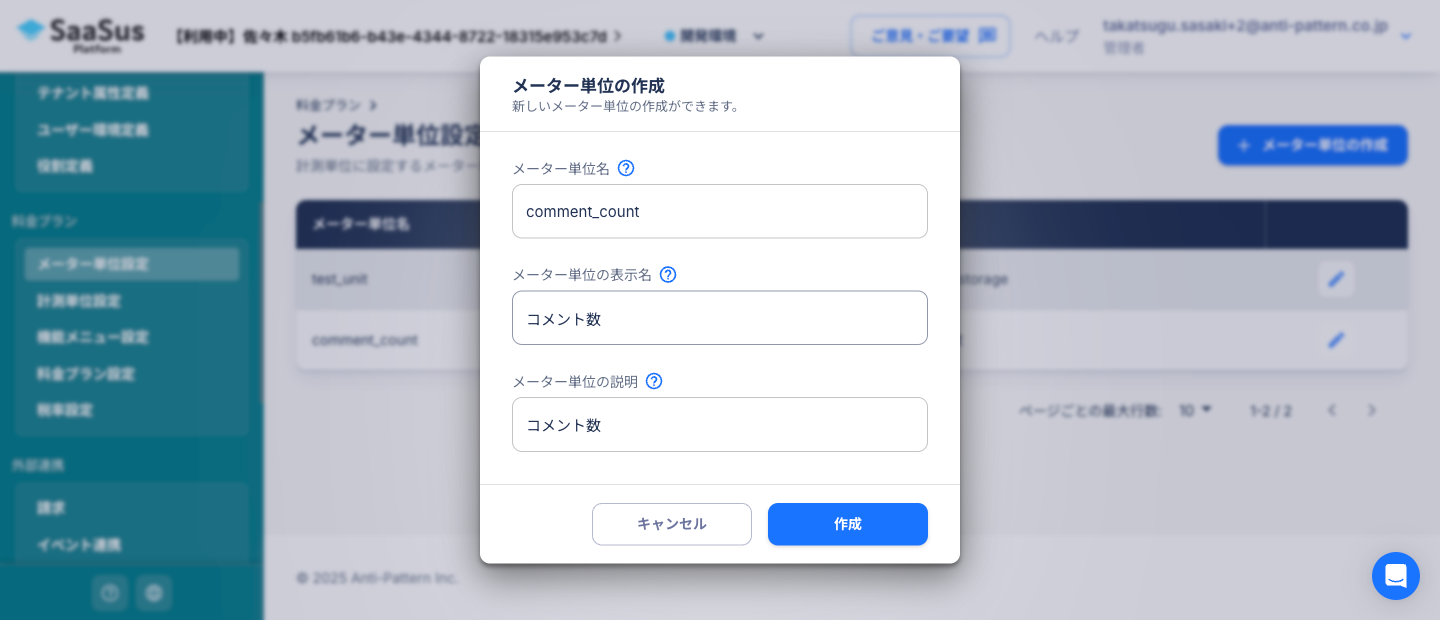 SaaSus
Platform
【利用中】佐々木 b5fb61b6-b43e-4344-8722-18315e953c7d
開発環境
ご意見・ご要望
ヘルプ
takatsugu.sasaki+2@anti-pattern.co.jp
管理者
テナント属性定義
ユーザー環境定義
役割定義
料金プラン
メーター単位設定
計測単位設定
機能メニュー設定
料金プラン設定
税率設定
外部連携
請求
イベント連携
料金プラン
メーター単位設定
計測単位に設定するメーター
+ メーター単位の作成
メーター単位名
test_unit
storage
comment_count
ページごとの最大行数: 10 1-2 / 2
© 2025 Anti-Pattern Inc.
メーター単位の作成
新しいメーター単位の作成ができます。
メーター単位名
comment_count
メーター単位の表示名
コメント数
メーター単位の説明
コメント数
キャンセル
作成